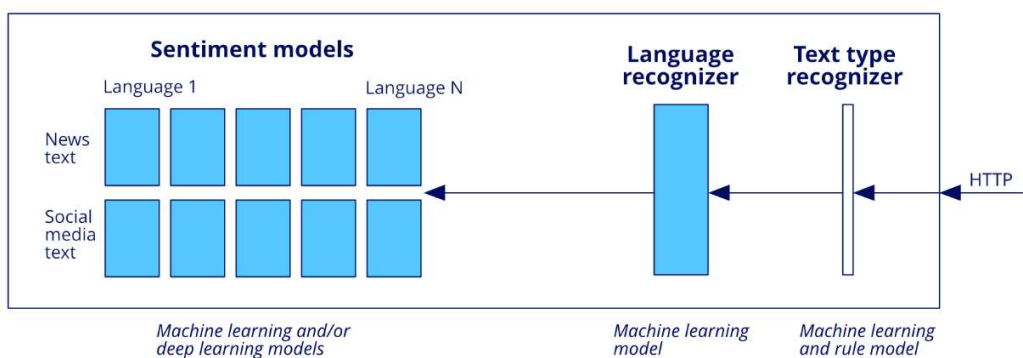 Sentiment models
Language
recognizer
Text type
recognizer
Language 1
Language N
News
text
Social
media
text
HTTP
Machine learning and/or
deep learning models
Machine learning
model
Machine learning
and rule model